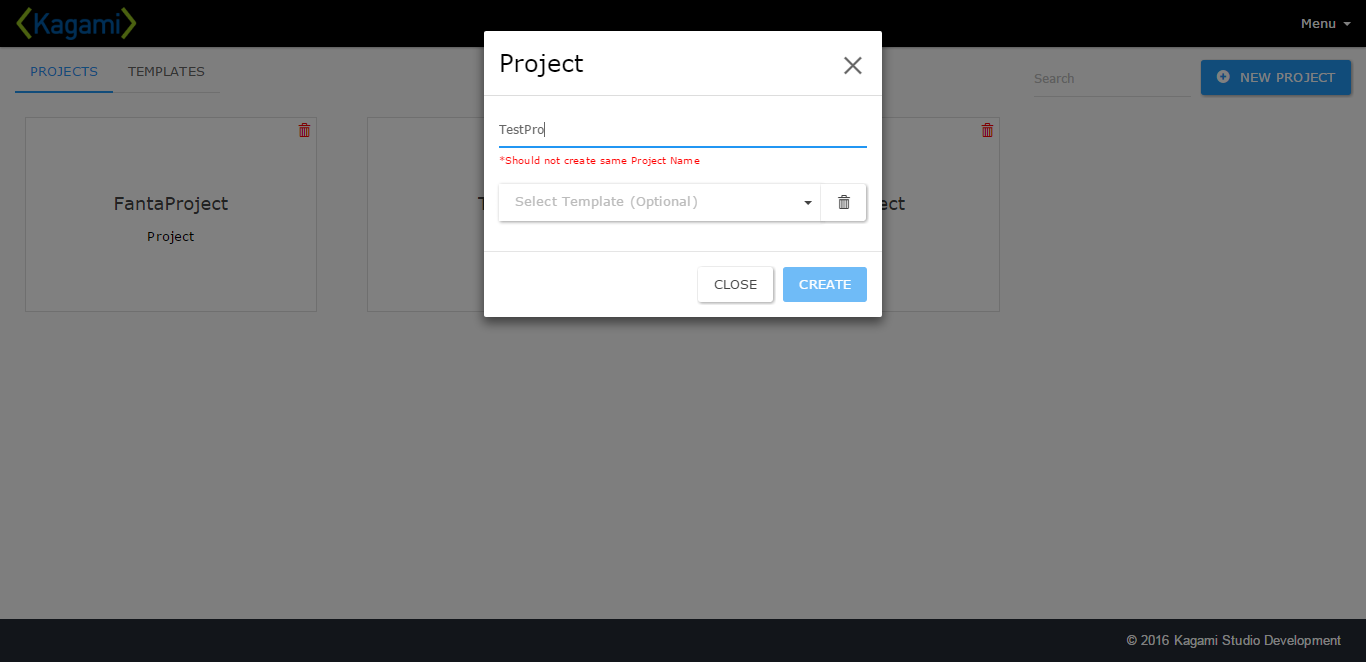 Kagami
Menu
Project
PROJECTS
TEMPLATES
Search
NEW PROJECT
TestPro
*Should not create same Project Name
Select Template (Optional)
FantaProject
Project
CLOSE
CREATE
© 2016 Kagami Studio Development